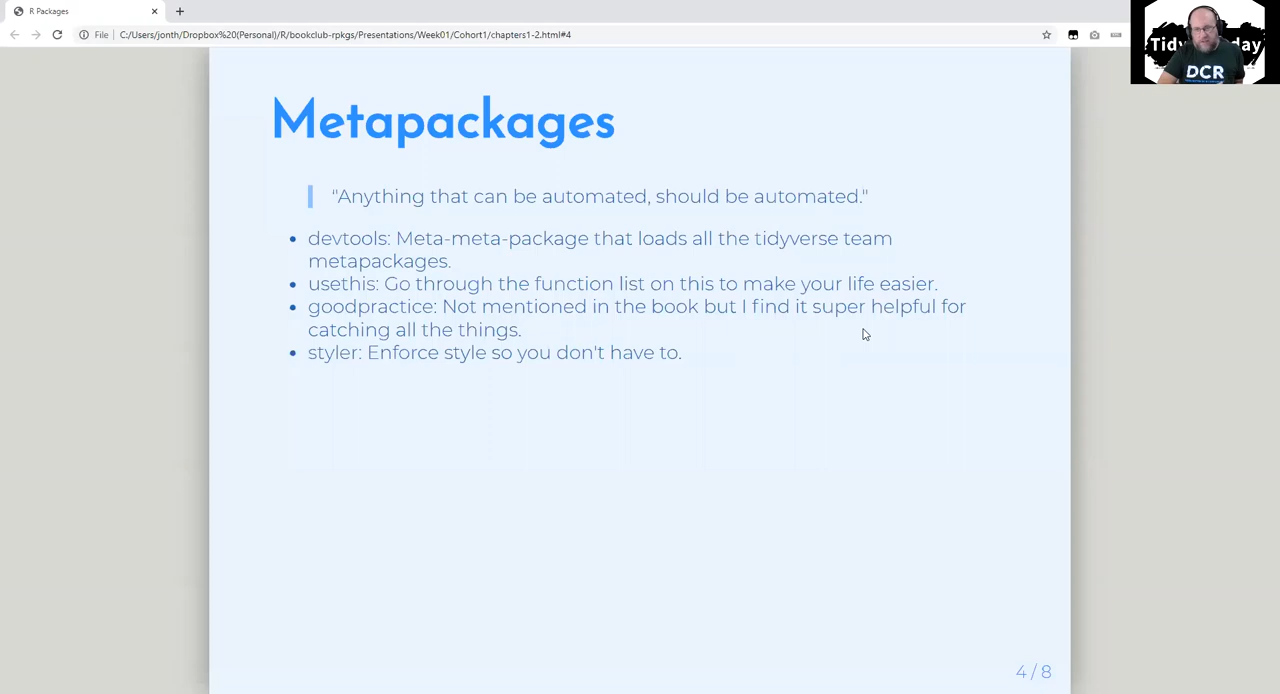 R Packages
File
C:/Users/jonth/Dropbox%20(Personal)/R/bookclub-rpkgs/Presentations/Week01/Cohort1/chapters1-2.html#4
DCR
Metapackages
"Anything that can be automated, should be automated."
• devtools: Meta-meta-package that loads all the tidyverse team
metapackages.
• usethis: Go through the function list on this to make your life easier.
• goodpractice: Not mentioned in the book but I find it super helpful for
catching all the things.
• styler: Enforce style so you don't have to.
4 / 8